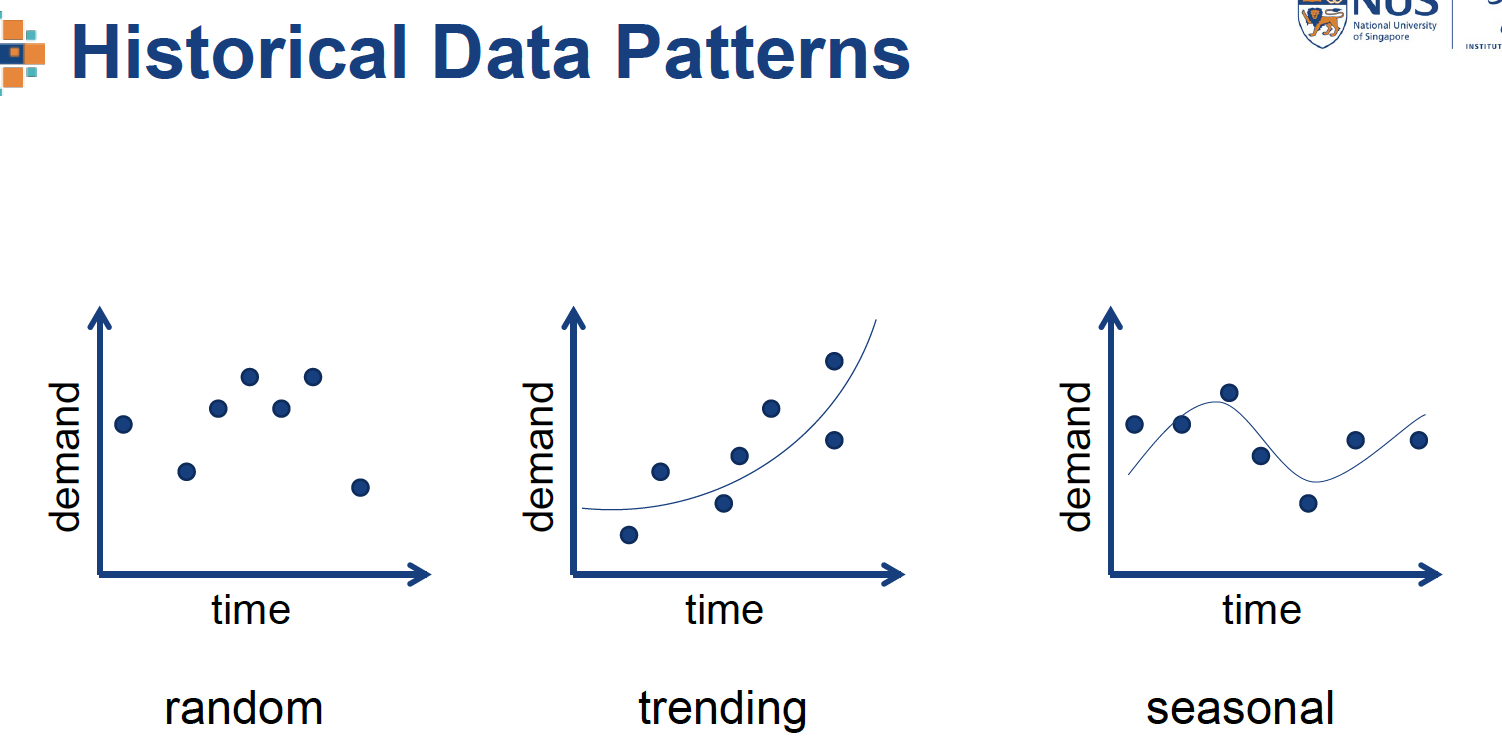 Historical Data Patterns
NUS
National University
of Singapore
demand
time
random
demand
time
trending
demand
time
seasonal